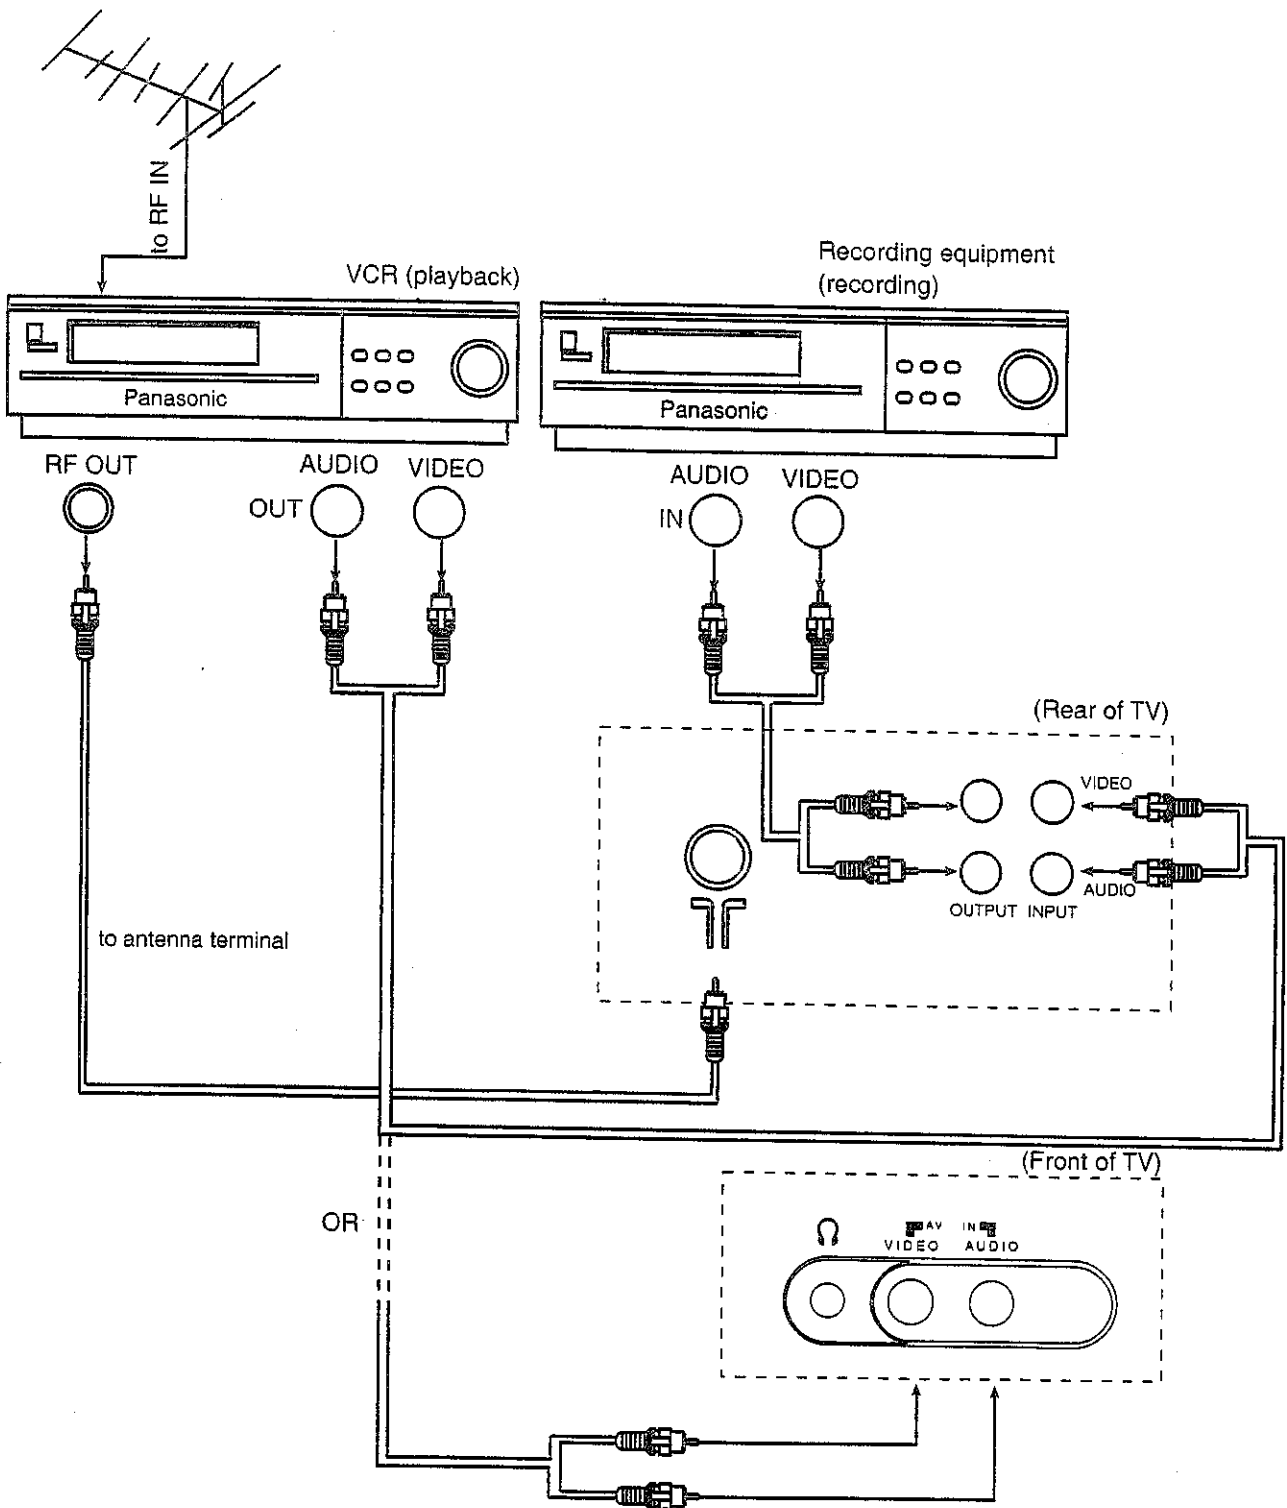 to RF IN
VCR (playback)
Recording equipment
(recording)
Panasonic
Panasonic
RF OUT
AUDIO VIDEO
OUT
AUDIO VIDEO
IN
(Rear of TV)
VIDEO
AUDIO
OUTPUT INPUT
to antenna terminal
(Front of TV)
OR
AV IN
VIDEO AUDIO